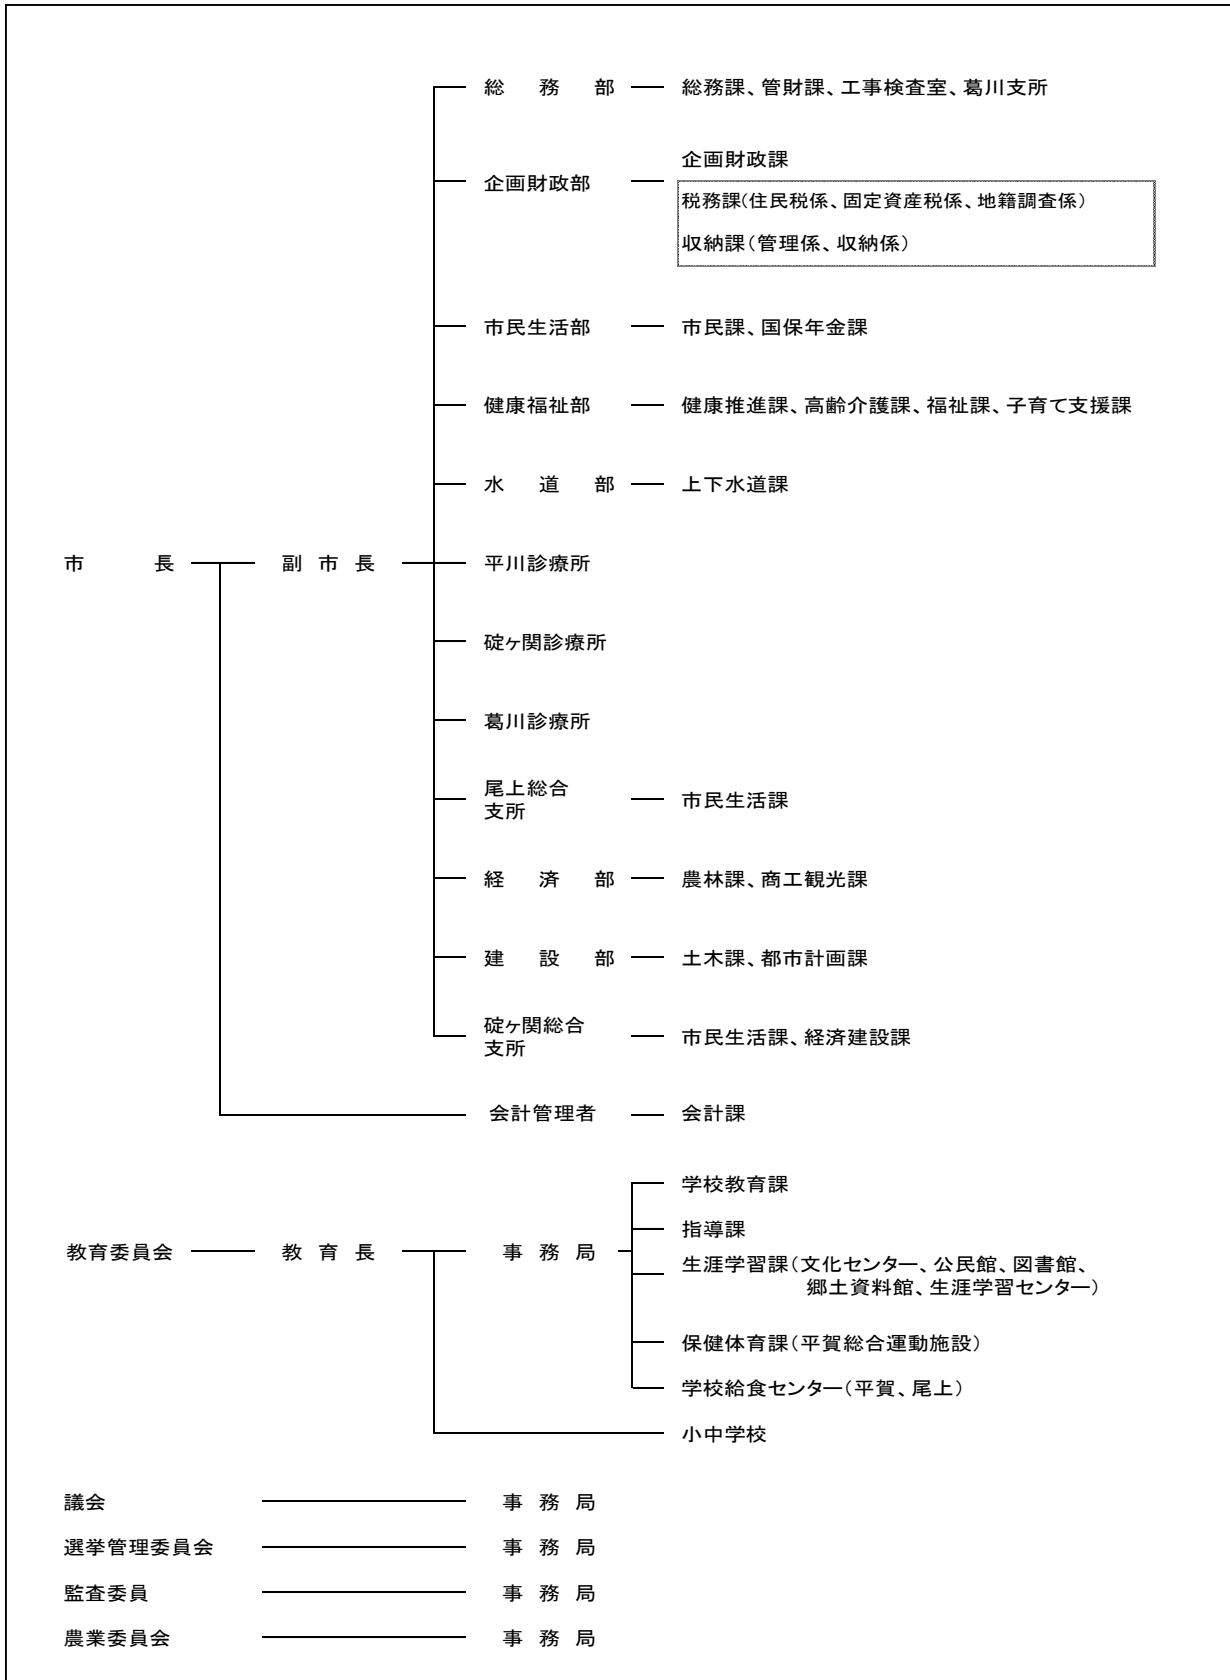 総務部 総務課、管財課、工事検査室、葛川支所
企画財政課
企画財政部
税務課(住民税係、固定資産税係、地籍調査係)
収納課(管理係、収納係)
市民生活部 市民課、国保年金課
健康福祉部 健康推進課、高齢介護課、福祉課、子育て支援課
水道部 上下水道課
市長 副市長 平川診療所
碇ヶ関診療所
葛川診療所
尾上総合
支所
市民生活課
経済部 農林課、商工観光課
建設部 土木課、都市計画課
碇ヶ関総合
支所
市民生活課、経済建設課
会計管理者 会計課
学校教育課
指導課
教育委員会 教育長 事務局
生涯学習課(文化センター、公民館、図書館、
郷土資料館、生涯学習センター)
保健体育課(平賀総合運動施設)
学校給食センター(平賀、尾上)
小中学校
議会 事務局
選挙管理委員会 事務局
監査委員 事務局
農業委員会 事務局